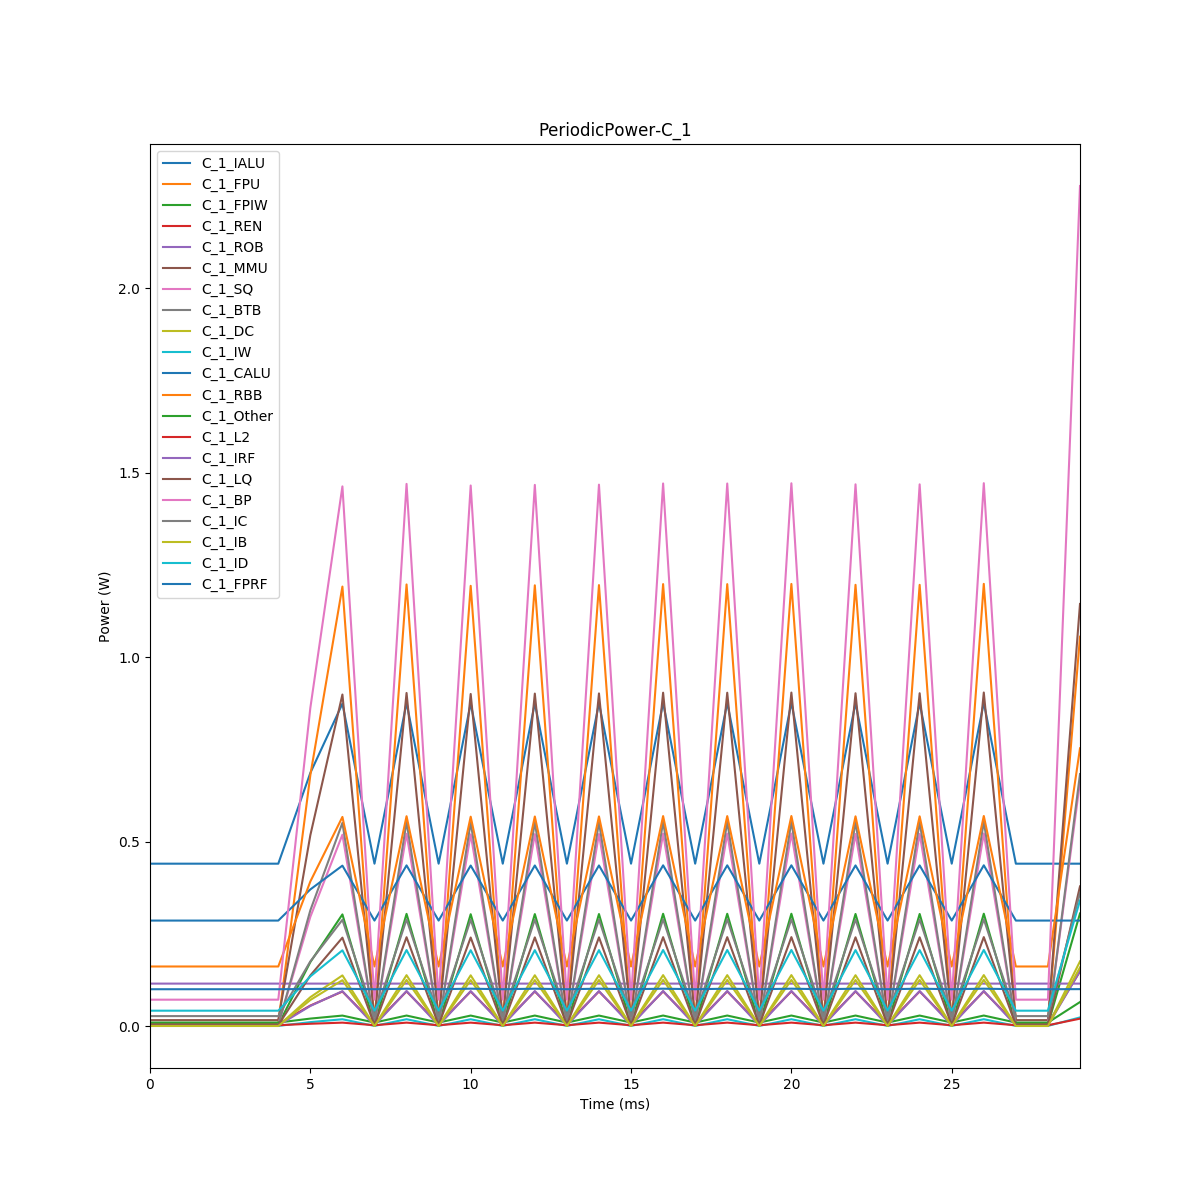 PeriodicPower-C_1
C_1_IALU
C_1_FPU
C_1_FPIW
C_1_REN
C_1_ROB
C_1_MMU
C_1_SQ
C_1_BTB
C_1_DC
C_1_IW
C_1_CALU
C_1_RBB
C_1_Other
C_1_L2
C_1_IRF
C_1_LQ
C_1_BP
C_1_IC
C_1_IB
C_1_ID
C_1_FPRF
2.0
1.5
1.0
0.5
0.0
Power (W)
0 5 10 15 20 25
Time (ms)